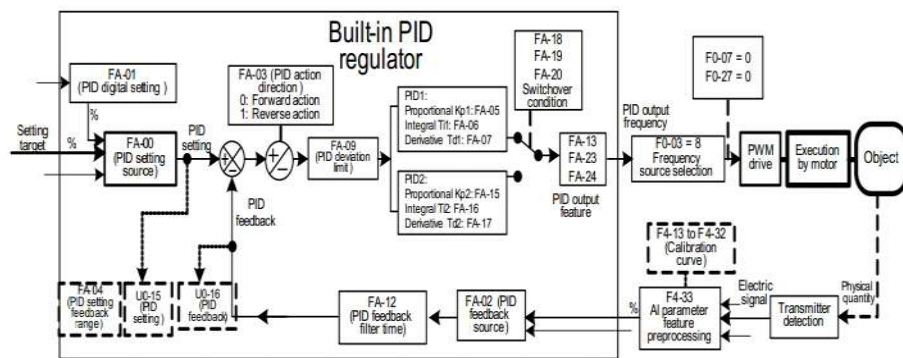 Built-in PID
regulator
FA-01
(PID digital setting)
%
Setting
target
%
FA-00
(PID setting
source)
PID
setting
FA-03 (PID action
direction)
0: Forward action
1: Reverse action
FA-09
(PID deviation
limit)
PID1:
Proportional Kp1: FA-05
Integral Ti1: FA-06
Derivative Td1: FA-07
PID2:
Proportional Kp2: FA-15
Integral Ti2 FA-16
Derivative Td2: FA-17
FA-18
FA-19
FA-20
Switchover
condition
FA-13
FA-23
FA-24
PID output
feature
PID output
frequency
F0-03 = 8
Frequency
source selection
F0-07 = 0
F0-27 = 0
PWM
drive
Execution
by motor
Object
PID
feedback
FA-04
(PID setting
feedback
range)
U0-15
(PID
setting)
U0-16
(PID
feedback)
FA-12
(PID feedback
filter time)
FA-02 (PID
feedback
source)
%
F4-13 to F4-32
(Calibration
curve)
F4-33
AI parameter
feature
preprocessing
Electric
signal
Transmitter
detection
Physical
quantity